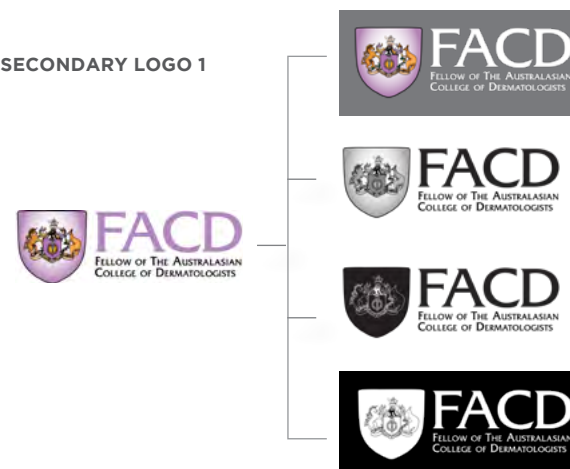 SECONDARY LOGO 1
FACD
FELLOW OF THE AUSTRALASIAN
COLLEGE OF DERMATOLOGISTS
FACD
FELLOW OF THE AUSTRALASIAN
COLLEGE OF DERMATOLOGISTS
FACD
FELLOW OF THE AUSTRALASIAN
COLLEGE OF DERMATOLOGISTS
FACD
FELLOW OF THE AUSTRALASIAN
COLLEGE OF DERMATOLOGISTS
FACD
FELLOW OF THE AUSTRALASIAN
COLLEGE OF DERMATOLOGISTS